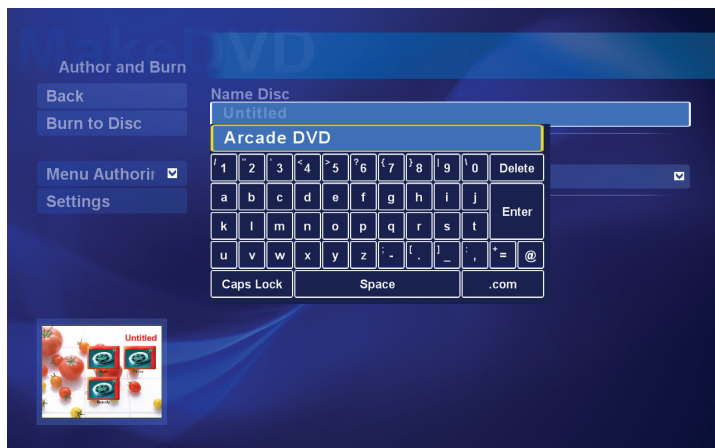 MakeDVD
Author and Burn
Back
Burn to Disc
Menu Authorin
Settings
Name Disc
Untitled
Arcade DVD
/ 1 " 2 ' 3 < 4 > 5 ? 6 { 7 } 8 | 9 \ 0 Delete
a b c d e f g h i j
Enter
k l m n o p q r s t
u v w x y z ; - [ . ] _ : , + = @
Caps Lock Space .com
Untitled